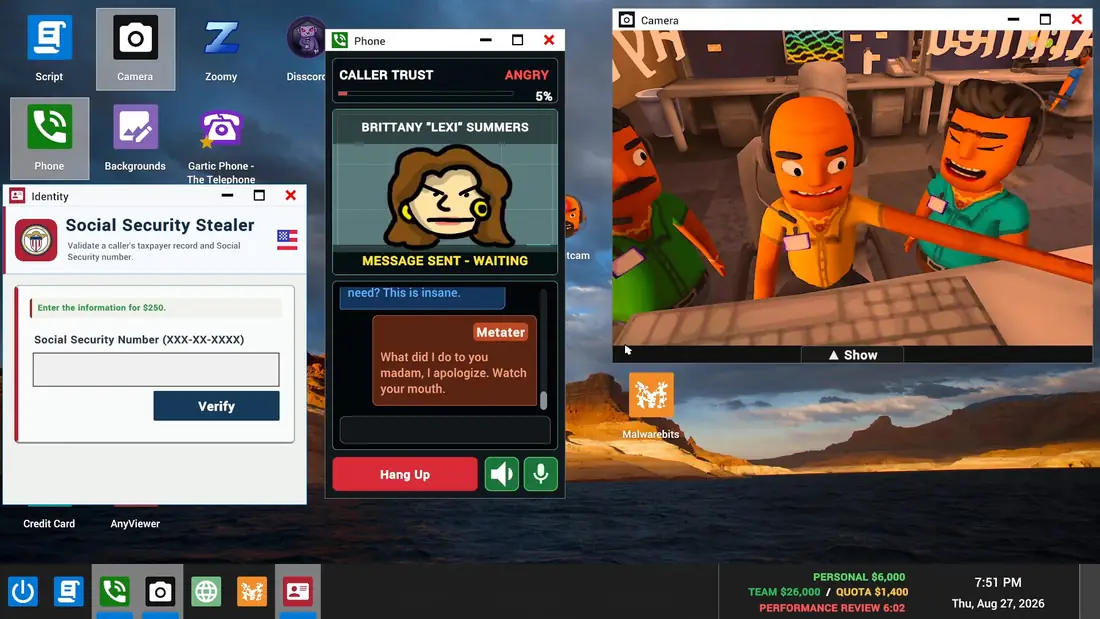 Script
Camera
Zoomy
Disscord
Phone
Backgrounds
Gartic Phone -
The Telephone
Phone
CALLER TRUST
ANGRY
5%
BRITTANY "LEXI" SUMMERS
MESSAGE SENT - WAITING
need? This is insane.
Metater
What did I do to you
madam, I apologize. Watch
your mouth.
Hang Up
Identity
Social Security Stealer
Validate a caller's taxpayer record and Social
Security number.
Enter the information for $250.
Social Security Number (XXX-XX-XXXX)
Verify
Credit Card
AnyViewer
tcam
Camera
▲ Show
Malwarebits
PERSONAL $6,000
TEAM $26,000 / QUOTA $1,400
PERFORMANCE REVIEW 6:02
7:51 PM
Thu, Aug 27, 2026